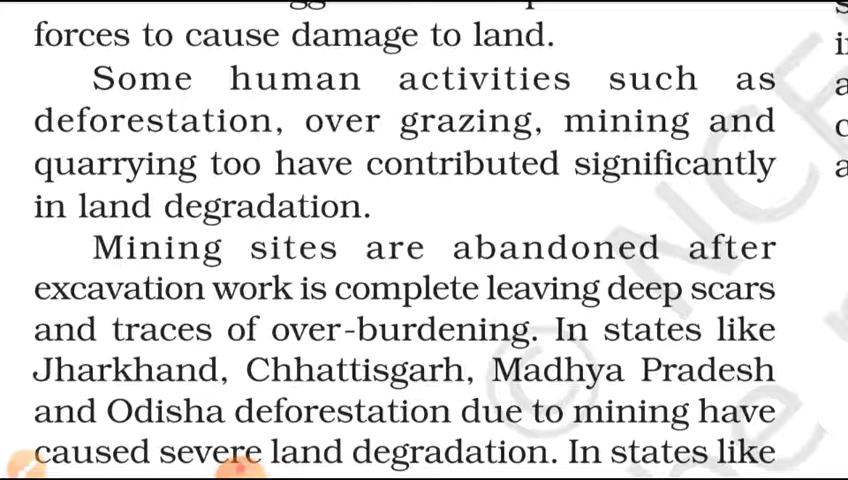 forces to cause damage to land.
Some human activities such as
deforestation, over grazing, mining and
quarrying too have contributed significantly
in land degradation.
Mining sites are abandoned after
excavation work is complete leaving deep scars
and traces of over-burdening. In states like
Jharkhand, Chhattisgarh, Madhya Pradesh
and Odisha deforestation due to mining have
caused severe land degradation. In states like
© NCE
he